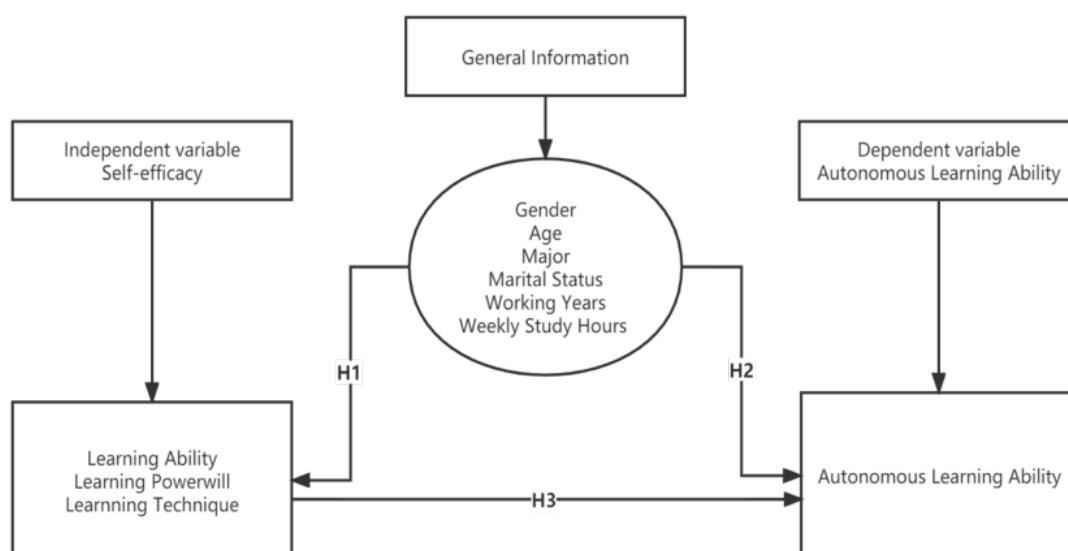 General Information
Independent variable
Self-efficacy
Dependent variable
Autonomous Learning Ability
Gender
Age
Major
Marital Status
Working Years
Weekly Study Hours
H1
H2
Learning Ability
Learning Powerwill
Learnning Technique
Autonomous Learning Ability
H3